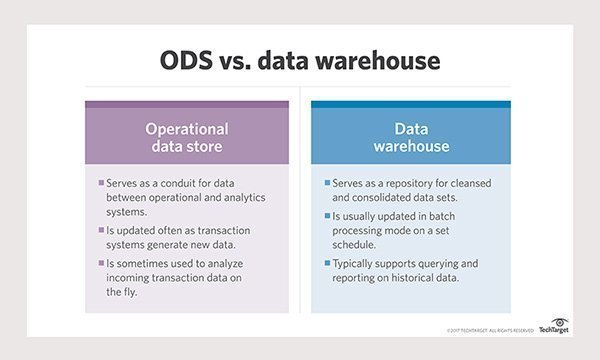 ODS vs. data warehouse
Operational
data store
■ Serves as a conduit for data
between operational and analytics
systems.
■ Is updated often as transaction
systems generate new data.
■ Is sometimes used to analyze
incoming transaction data on
the fly.
Data
warehouse
■ Serves as a repository for cleansed
and consolidated data sets.
■ Is usually updated in batch
processing mode on a set
schedule.
■ Typically supports querying and
reporting on historical data.
©2017 TECHTARGET. ALL RIGHTS RESERVED
TechTarget